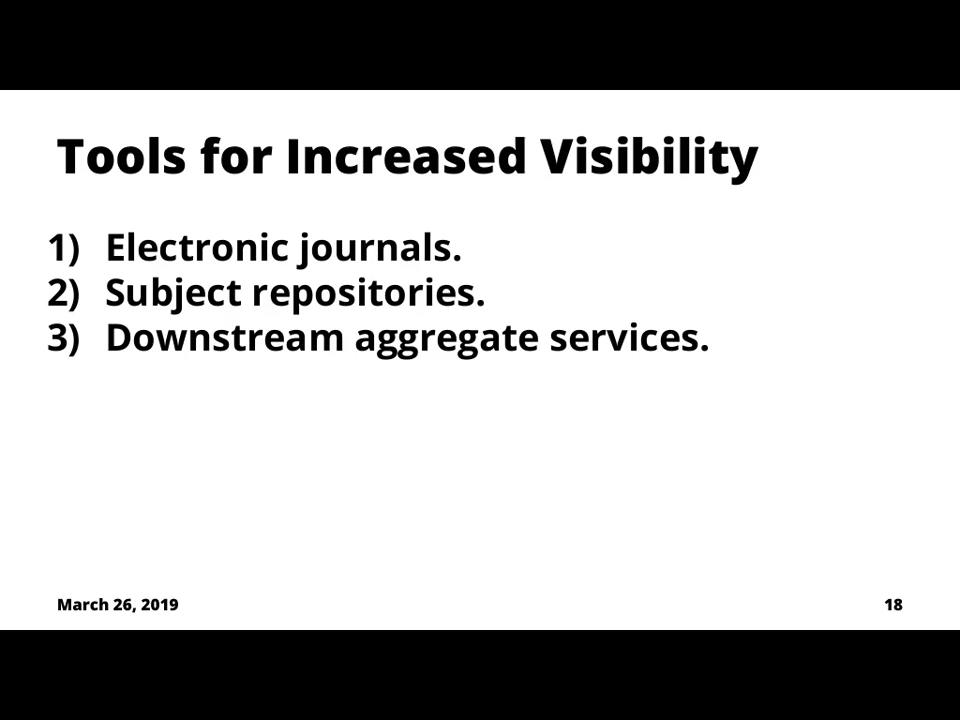 Tools for Increased Visibility
1) Electronic journals.
2) Subject repositories.
3) Downstream aggregate services.
March 26, 2019
18